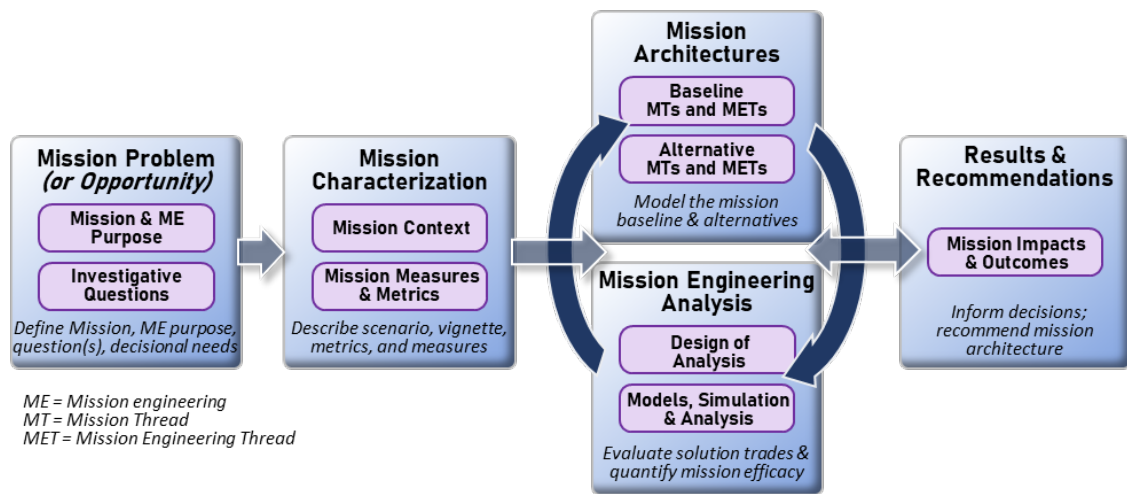 Mission Problem
(or Opportunity)
Mission & ME
Purpose
Investigative
Questions
Define Mission, ME purpose,
question(s), decisional needs
Mission
Characterization
Mission Context
Mission Measures
& Metrics
Describe scenario, vignette,
metrics, and measures
Mission
Architectures
Baseline
MTs and METs
Alternative
MTs and METs
Model the mission
baseline & alternatives
Mission Engineering
Analysis
Design of
Analysis
Models, Simulation
& Analysis
Evaluate solution trades &
quantify mission efficacy
Results &
Recommendations
Mission Impacts
& Outcomes
Inform decisions;
recommend mission
architecture
ME = Mission engineering
MT = Mission Thread
MET = Mission Engineering Thread